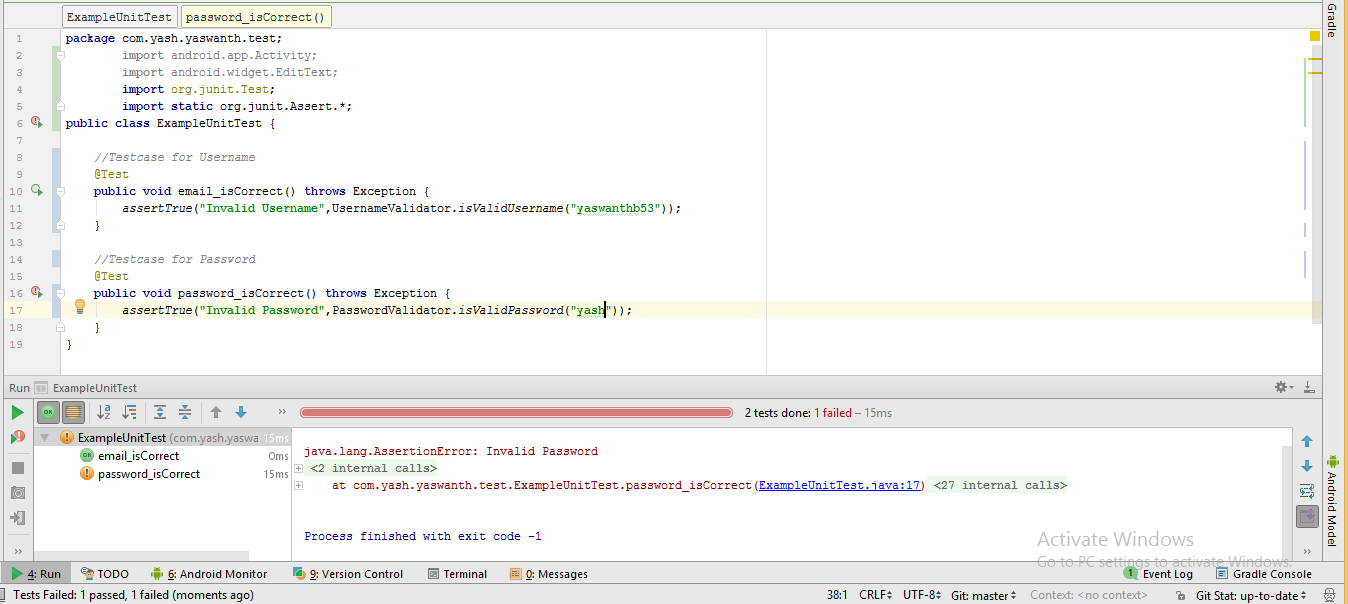 ExampleUnitTest password_isCorrect()
Gradle
1 package com.yash.yaswanth.test;
2 import android.app.Activity;
3 import android.widget.EditText;
4 import org.junit.Test;
5 import static org.junit.Assert.*;
6 public class ExampleUnitTest {
7
8 //Testcase for Username
9 @Test
10 public void email_isCorrect() throws Exception {
11 assertTrue("Invalid Username",UsernameValidator.isValidUsername("yaswanthb53"));
12 }
13
14 //Testcase for Password
15 @Test
16 public void password_isCorrect() throws Exception {
17 assertTrue("Invalid Password",PasswordValidator.isValidPassword("yash"));
18 }
19 }
Run ExampleUnitTest
OK 2 tests done: 1 failed – 15ms
ExampleUnitTest (com.yash.yaswa 15ms
OK email_isCorrect 0ms
password_isCorrect 15ms
java.lang.AssertionError: Invalid Password
<2 internal calls>
at com.yash.yaswanth.test.ExampleUnitTest.password_isCorrect(ExampleUnitTest.java:17) <27 internal calls>
Process finished with exit code -1
Android Model
Activate Windows
Go to PC settings to activate Windows.
4: Run TODO 6: Android Monitor 9: Version Control Terminal 0: Messages 1 Event Log Gradle Console
Tests Failed: 1 passed, 1 failed (moments ago) 38:1 CRLF UTF-8 Git: master Context: <no context> Git Stat: up-to-date